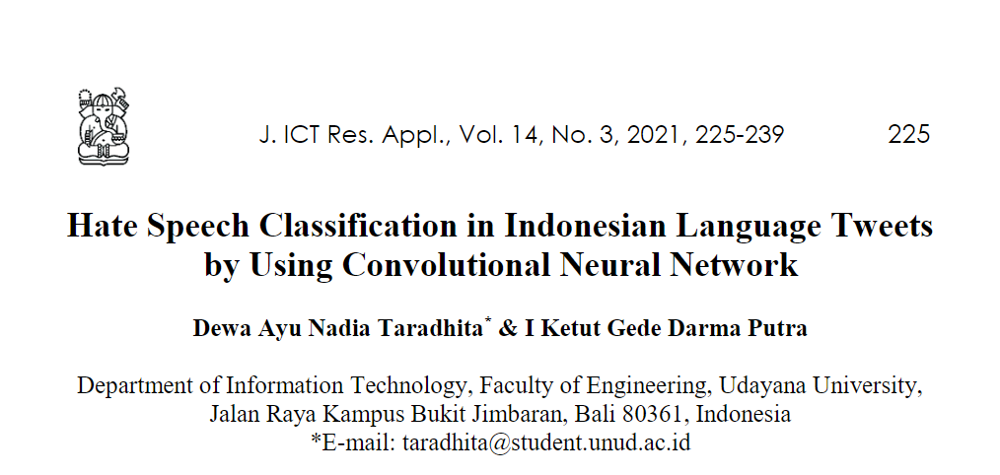 J. ICT Res. Appl., Vol. 14, No. 3, 2021, 225-239 225
Hate Speech Classification in Indonesian Language Tweets
by Using Convolutional Neural Network
Dewa Ayu Nadia Taradhita* & I Ketut Gede Darma Putra
Department of Information Technology, Faculty of Engineering, Udayana University,
Jalan Raya Kampus Bukit Jimbaran, Bali 80361, Indonesia
*E-mail: taradhita@student.unud.ac.id